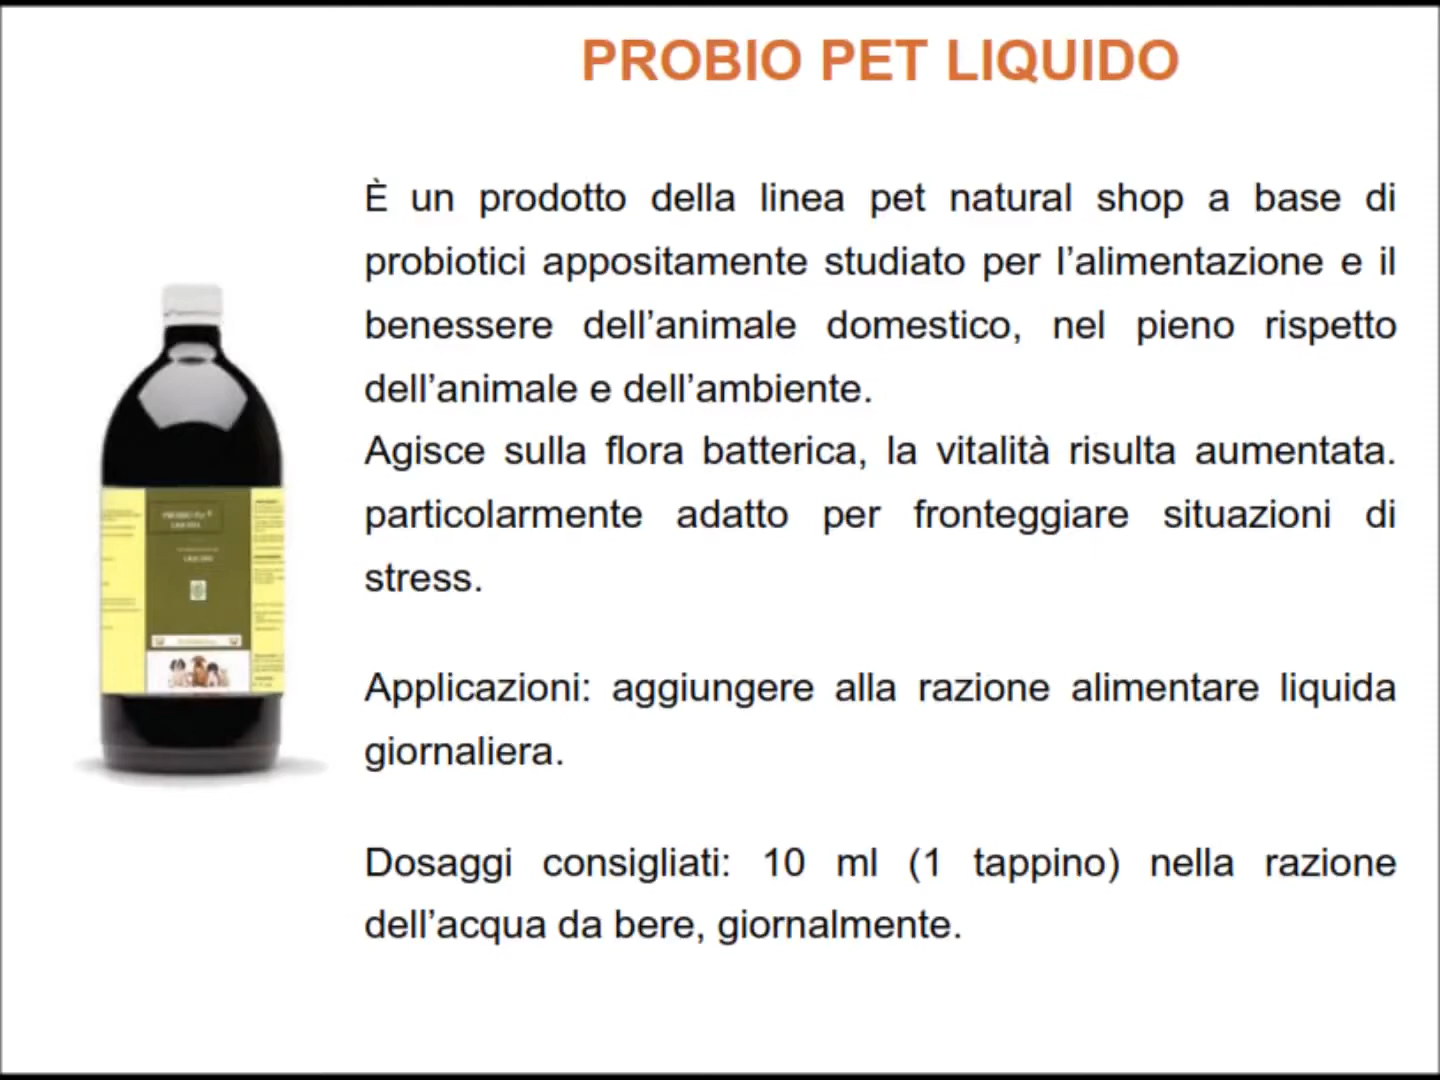 PROBIO PET LIQUIDO
È un prodotto della linea pet natural shop a base di
probiotici appositamente studiato per l’alimentazione e il
benessere dell’animale domestico, nel pieno rispetto
dell’animale e dell’ambiente.
Agisce sulla flora batterica, la vitalità risulta aumentata.
particolarmente adatto per fronteggiare situazioni di
stress.
Applicazioni: aggiungere alla razione alimentare liquida
giornaliera.
Dosaggi consigliati: 10 ml (1 tappino) nella razione
dell’acqua da bere, giornalmente.